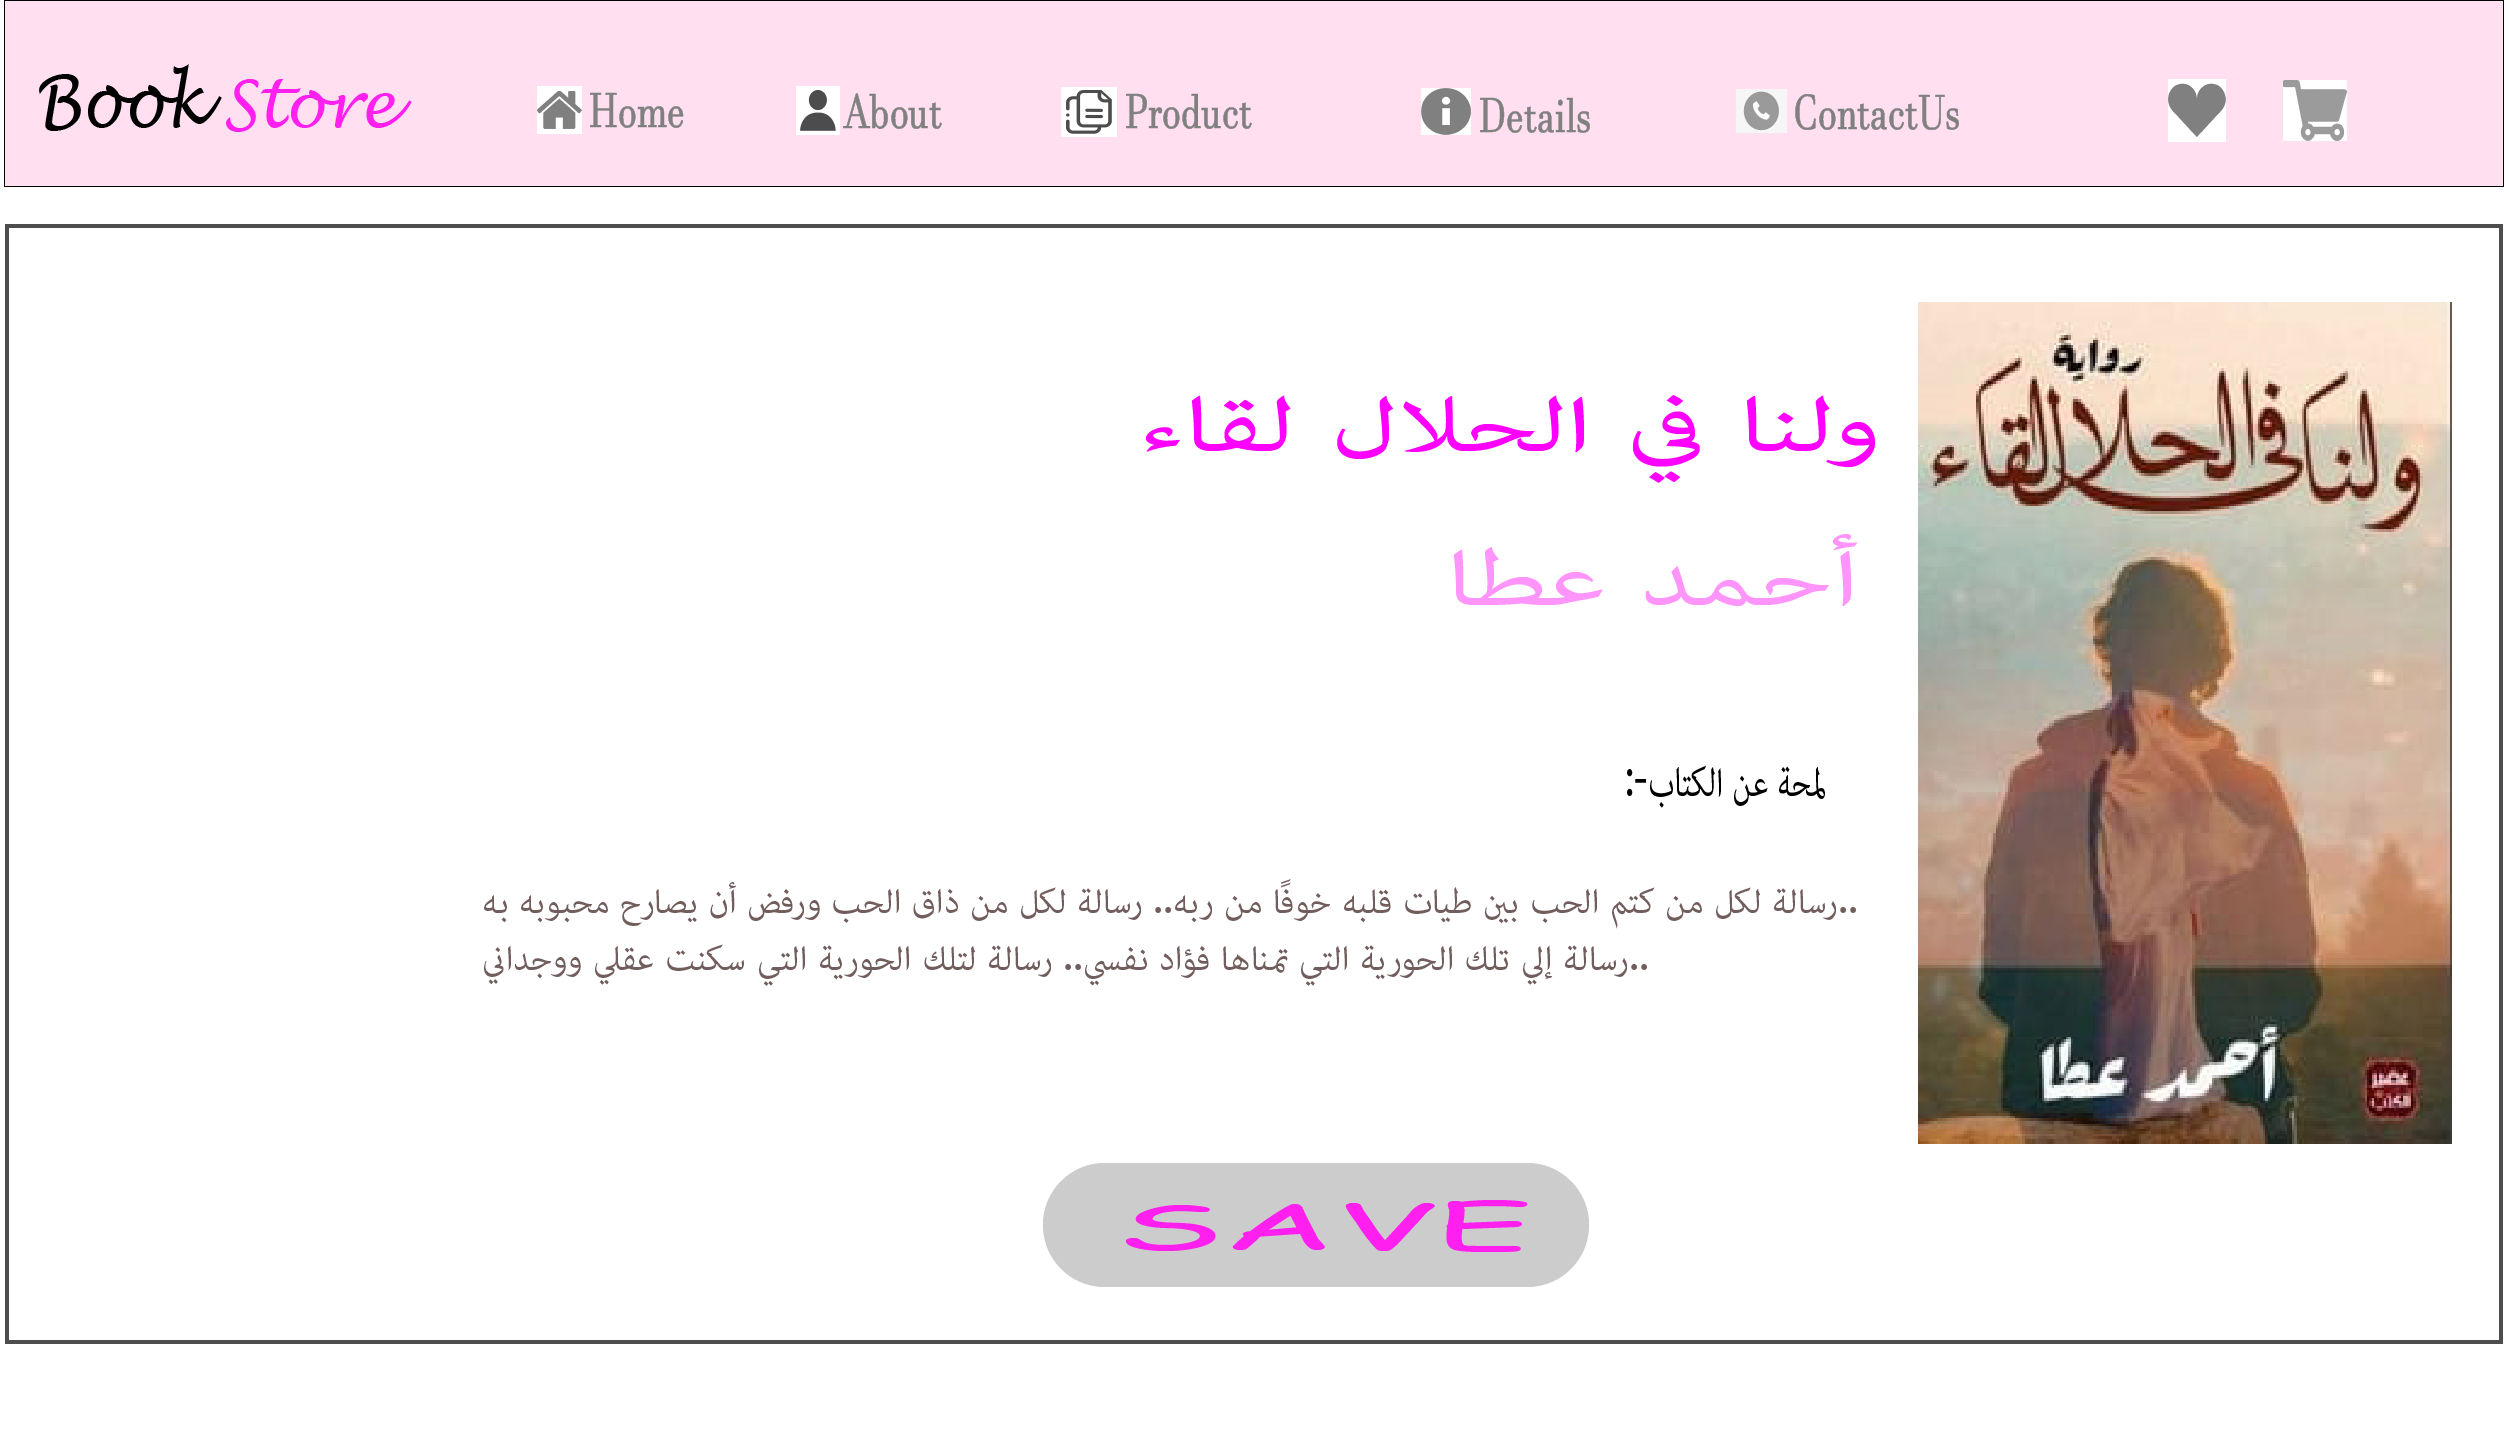 Book Store
Home
About
Product
Details
ContactUs
رواية
ولنا في الحلال لقاء
أحمد عطا
عصير
الكتب
ولنا في الحلال لقاء
أحمد عطا
لمحة عن الكتاب-:
..رسالة لكل من كتم الحب بين طيات قلبه خوفًا من ربه.. رسالة لكل من ذاق الحب ورفض أن يصارح محبوبه به
..رسالة إلي تلك الحورية التي تمناها فؤاد نفسي.. رسالة لتلك الحورية التي سكنت عقلي ووجداني
SAVE